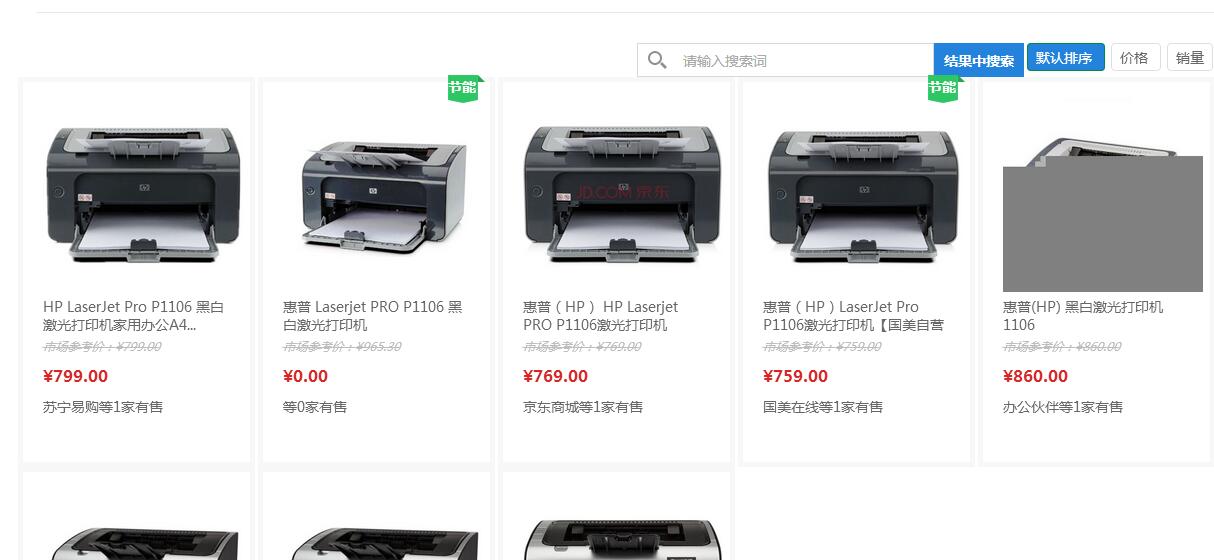 请输入搜索词
结果中搜索
默认排序
价格
销量
节能
节能
JD.COM 京东
HP LaserJet Pro P1106 黑白
激光打印机家用办公A4...
市场参考价：¥799.00
¥799.00
苏宁易购等1家有售
惠普 Laserjet PRO P1106 黑
白激光打印机
市场参考价：¥965.30
¥0.00
等0家有售
惠普（HP） HP Laserjet
PRO P1106激光打印机
市场参考价：¥769.00
¥769.00
京东商城等1家有售
惠普（HP）LaserJet Pro
P1106激光打印机【国美自营
市场参考价：¥759.00
¥759.00
国美在线等1家有售
惠普(HP) 黑白激光打印机
1106
市场参考价：¥860.00
¥860.00
办公伙伴等1家有售